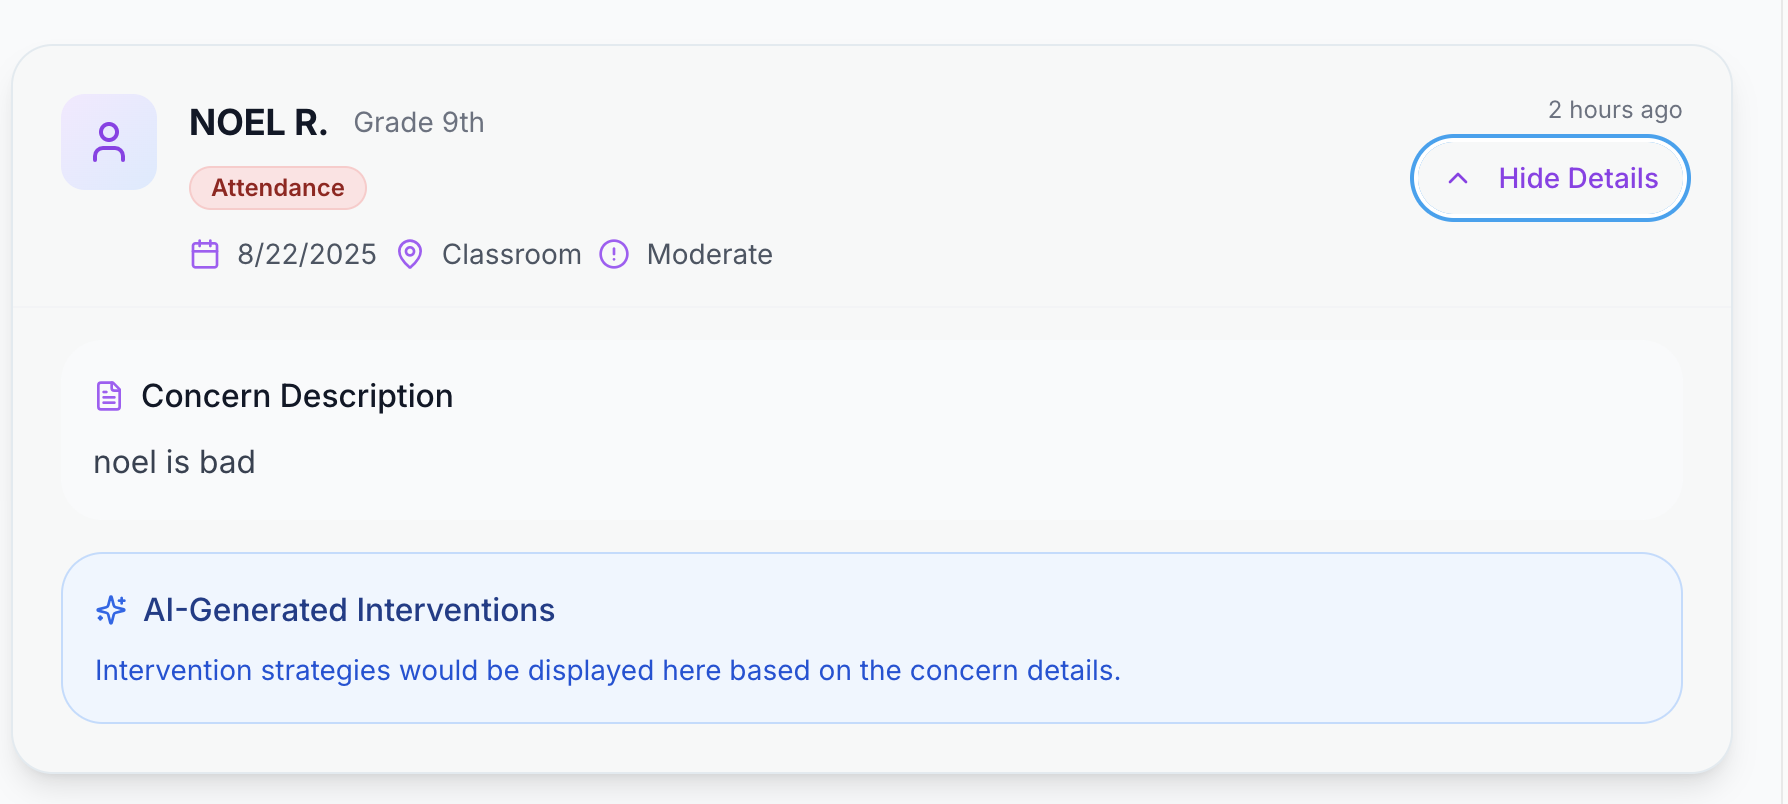 NOEL R. Grade 9th
2 hours ago
Attendance
Hide Details
8/22/2025 Classroom Moderate
Concern Description
noel is bad
AI-Generated Interventions
Intervention strategies would be displayed here based on the concern details.